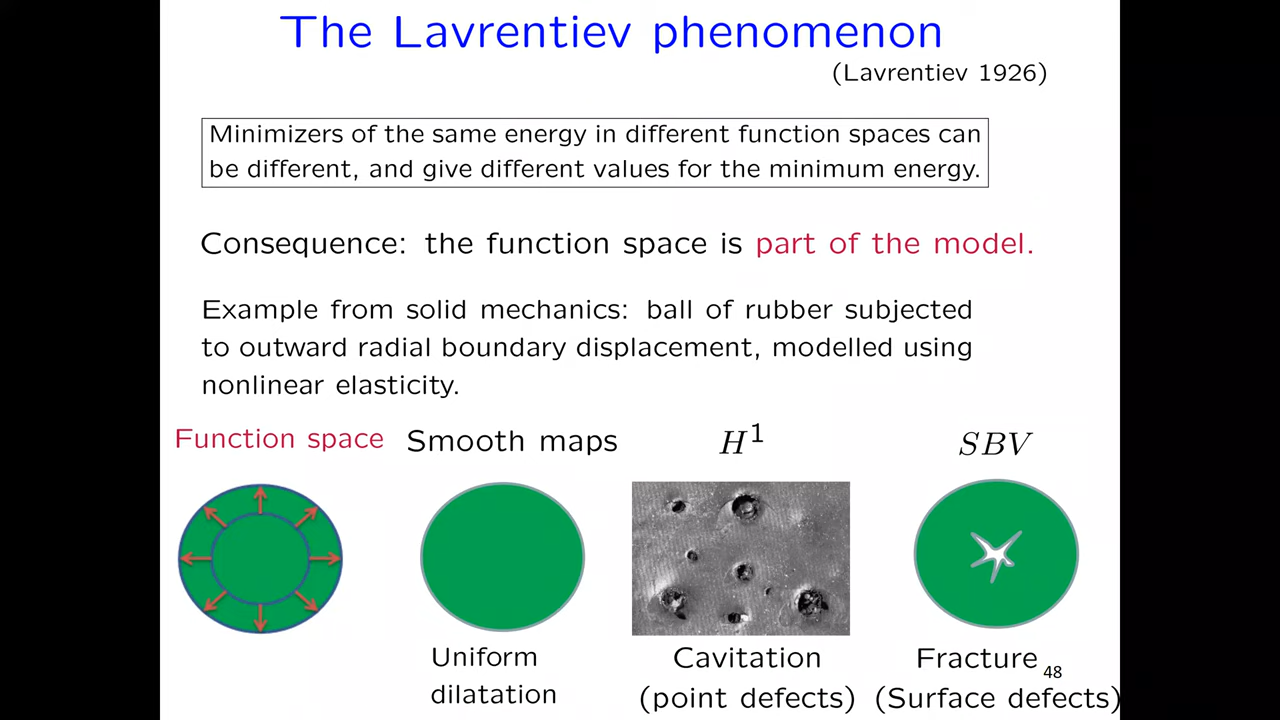 The Lavrentiev phenomenon
(Lavrentiev 1926)
Minimizers of the same energy in different function spaces can
be different, and give different values for the minimum energy.
Consequence: the function space is part of the model.
Example from solid mechanics: ball of rubber subjected
to outward radial boundary displacement, modelled using
nonlinear elasticity.
Function space Smooth maps H¹ SBV
Uniform
dilatation
Cavitation
(point defects)
Fracture
(Surface defects)
48